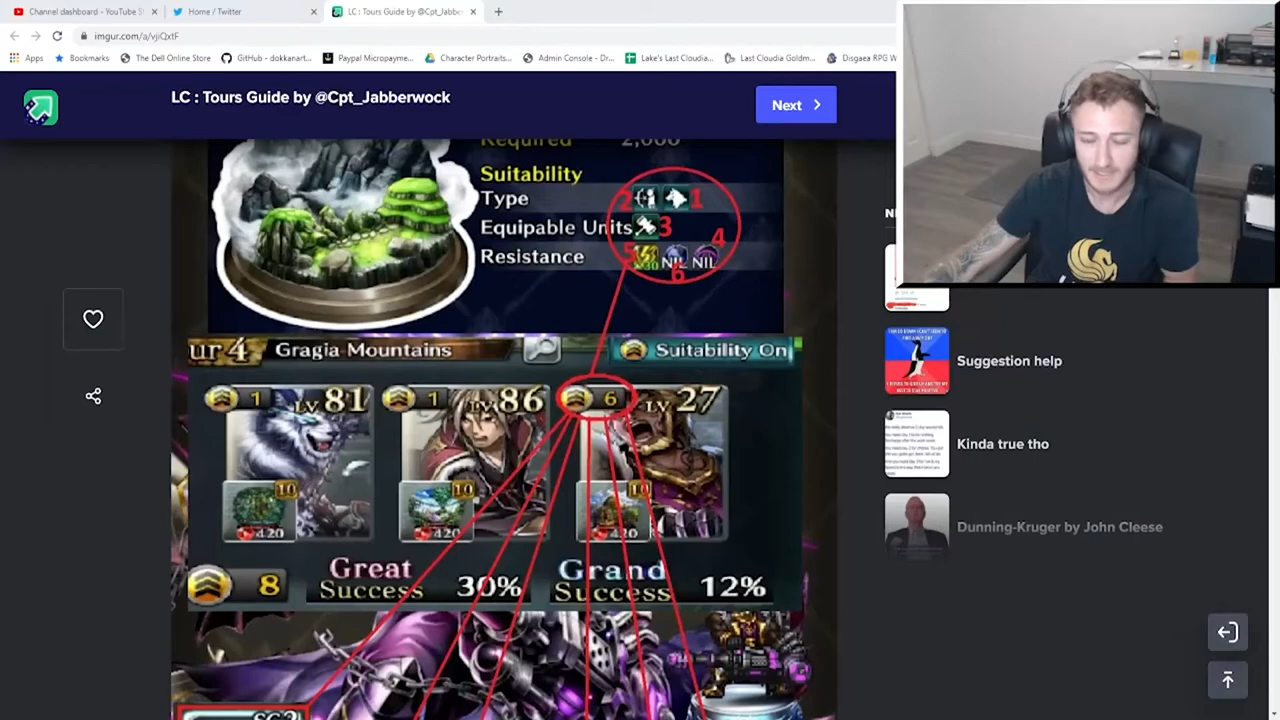 Channel dashboard - YouTube S
Home / Twitter
LC : Tours Guide by @Cpt_Jabber
imgur.com/a/vjiQxtF
Apps
Bookmarks
The Dell Online Store
GitHub - dokkanart...
Paypal Micropayme...
Character Portraits...
Admin Console - Dr...
Lake's Last Cloudia...
Last Cloudia Goldm...
Disgaea RPG W
LC : Tours Guide by @Cpt_Jabberwock
Next
Required 2,000
Suitability
Type 2 1
Equipable Units 3
Resistance 5 30 NIL 6 NIL 4
ur 4 Gragia Mountains
Suitability On
1 LV 81
1 LV 86
6 LV 27
10 420
10 420
10 420
8
Great Success 30%
Grand Success 12%
Suggestion help
Kinda true tho
Dunning-Kruger by John Cleese